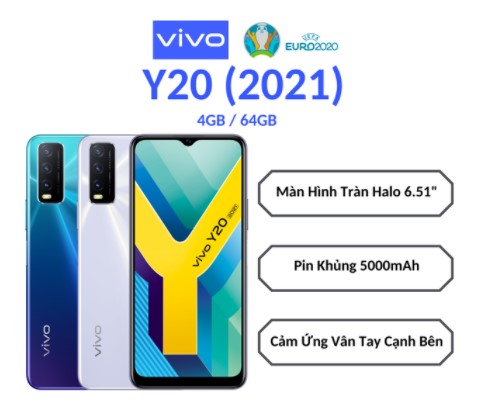 vivo
UEFA
EURO2020
Y20 (2021)
4GB / 64GB
Màn Hình Tràn Halo 6.51"
Pin Khủng 5000mAh
Cảm Ứng Vân Tay Cạnh Bên
vivo
vivo
vivo Y20